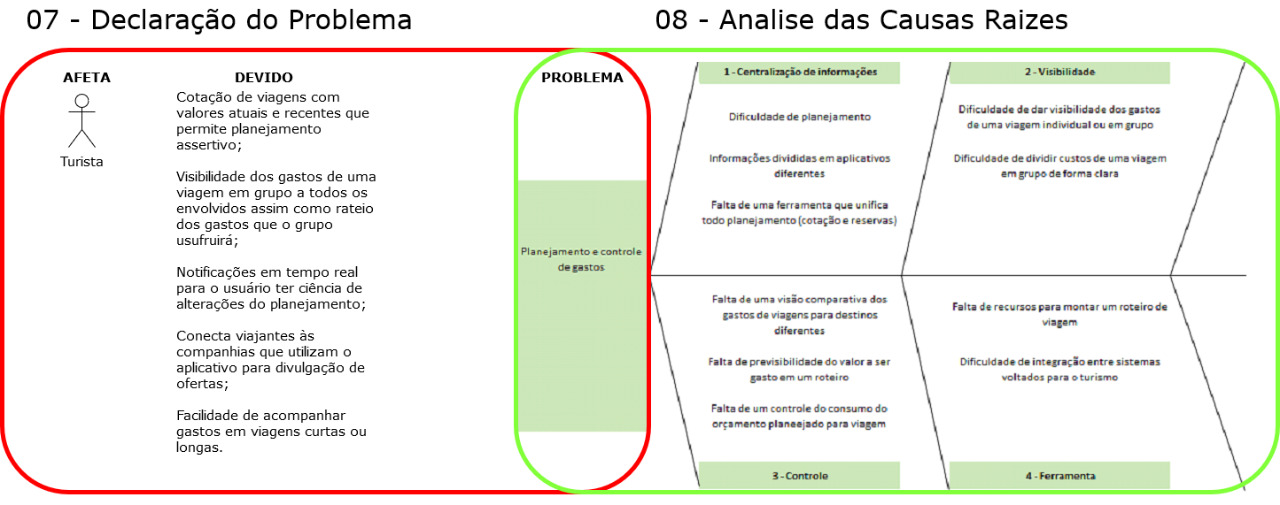 07 - Declaração do Problema
08 - Analise das Causas Raizes
AFETA
Turista
DEVIDO
Cotação de viagens com
valores atuais e recentes que
permite planejamento
assertivo;
Visibilidade dos gastos de uma
viagem em grupo a todos os
envolvidos assim como rateio
dos gastos que o grupo
usufruirá;
Notificações em tempo real
para o usuário ter ciência de
alterações do planejamento;
Conecta viajantes às
companhias que utilizam o
aplicativo para divulgação de
ofertas;
Facilidade de acompanhar
gastos em viagens curtas ou
longas.
PROBLEMA
Planejamento e controle
de gastos
1 - Centralização de informações
Dificuldade de planejamento
Informações divididas em aplicativos
diferentes
Falta de uma ferramenta que unifica
todo planejamento (cotação e reservas)
2 - Visibilidade
Dificuldade de dar visibilidade dos gastos
de uma viagem individual ou em grupo
Dificuldade de dividir custos de uma viagem
em grupo de forma clara
Falta de uma visão comparativa dos
gastos de viagens para destinos
diferentes
Falta de previsibilidade do valor a ser
gasto em um roteiro
Falta de um controle do consumo do
orçamento planeejado para viagem
3 - Controle
Falta de recursos para montar um roteiro de
viagem
Dificuldade de integração entre sistemas
voltados para o turismo
4 - Ferramenta